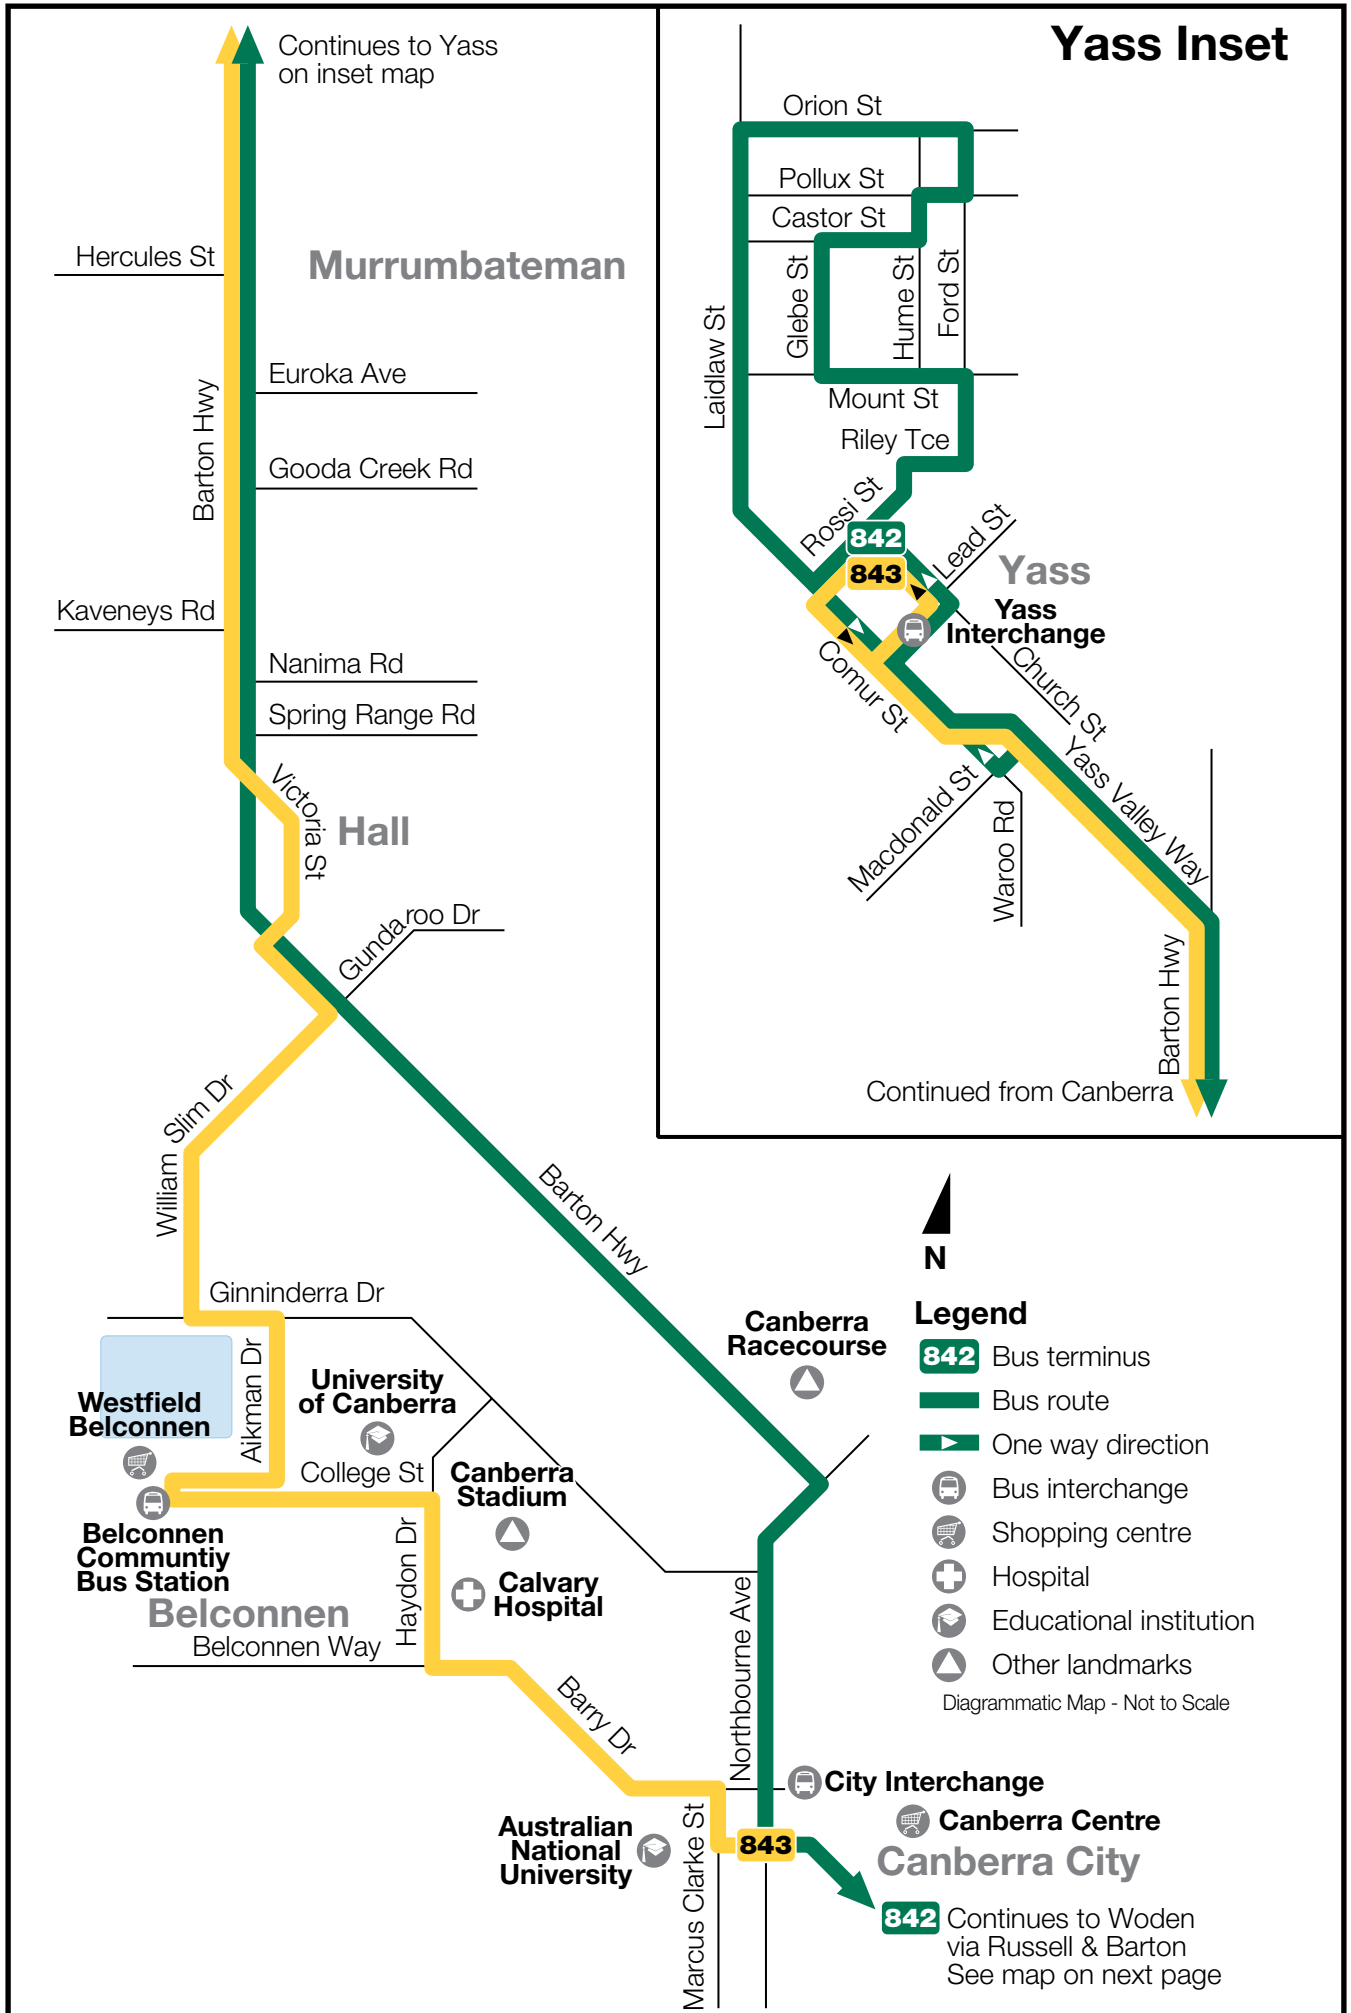 Continues to Yass
on inset map
Yass Inset
Orion St
Pollux St
Castor St
Glebe St
Hume St
Ford St
Laidlaw St
Mount St
Riley Tce
Rossi St
842
843
Lead St
Yass
Yass
Interchange
Church St
Comur St
Yass Valley Way
Macdonald St
Waroo Rd
Barton Hwy
Continued from Canberra
Hercules St
Murrumbateman
Barton Hwy
Euroka Ave
Gooda Creek Rd
Kaveneys Rd
Nanima Rd
Spring Range Rd
Victoria St
Hall
Gundaroo Dr
William Slim Dr
Barton Hwy
Ginninderra Dr
Aikman Dr
Westfield
Belconnen
University
of Canberra
College St
Canberra
Stadium
Belconnen
Communtiy
Bus Station
Belconnen
Haydon Dr
Calvary
Hospital
Belconnen Way
Barry Dr
Canberra
Racecourse
Northbourne Ave
City Interchange
Canberra Centre
Canberra City
Australian
National
University
Marcus Clarke St
843
842
Continues to Woden
via Russell & Barton
See map on next page
N
Legend
842 Bus terminus
Bus route
One way direction
Bus interchange
Shopping centre
Hospital
Educational institution
Other landmarks
Diagrammatic Map - Not to Scale